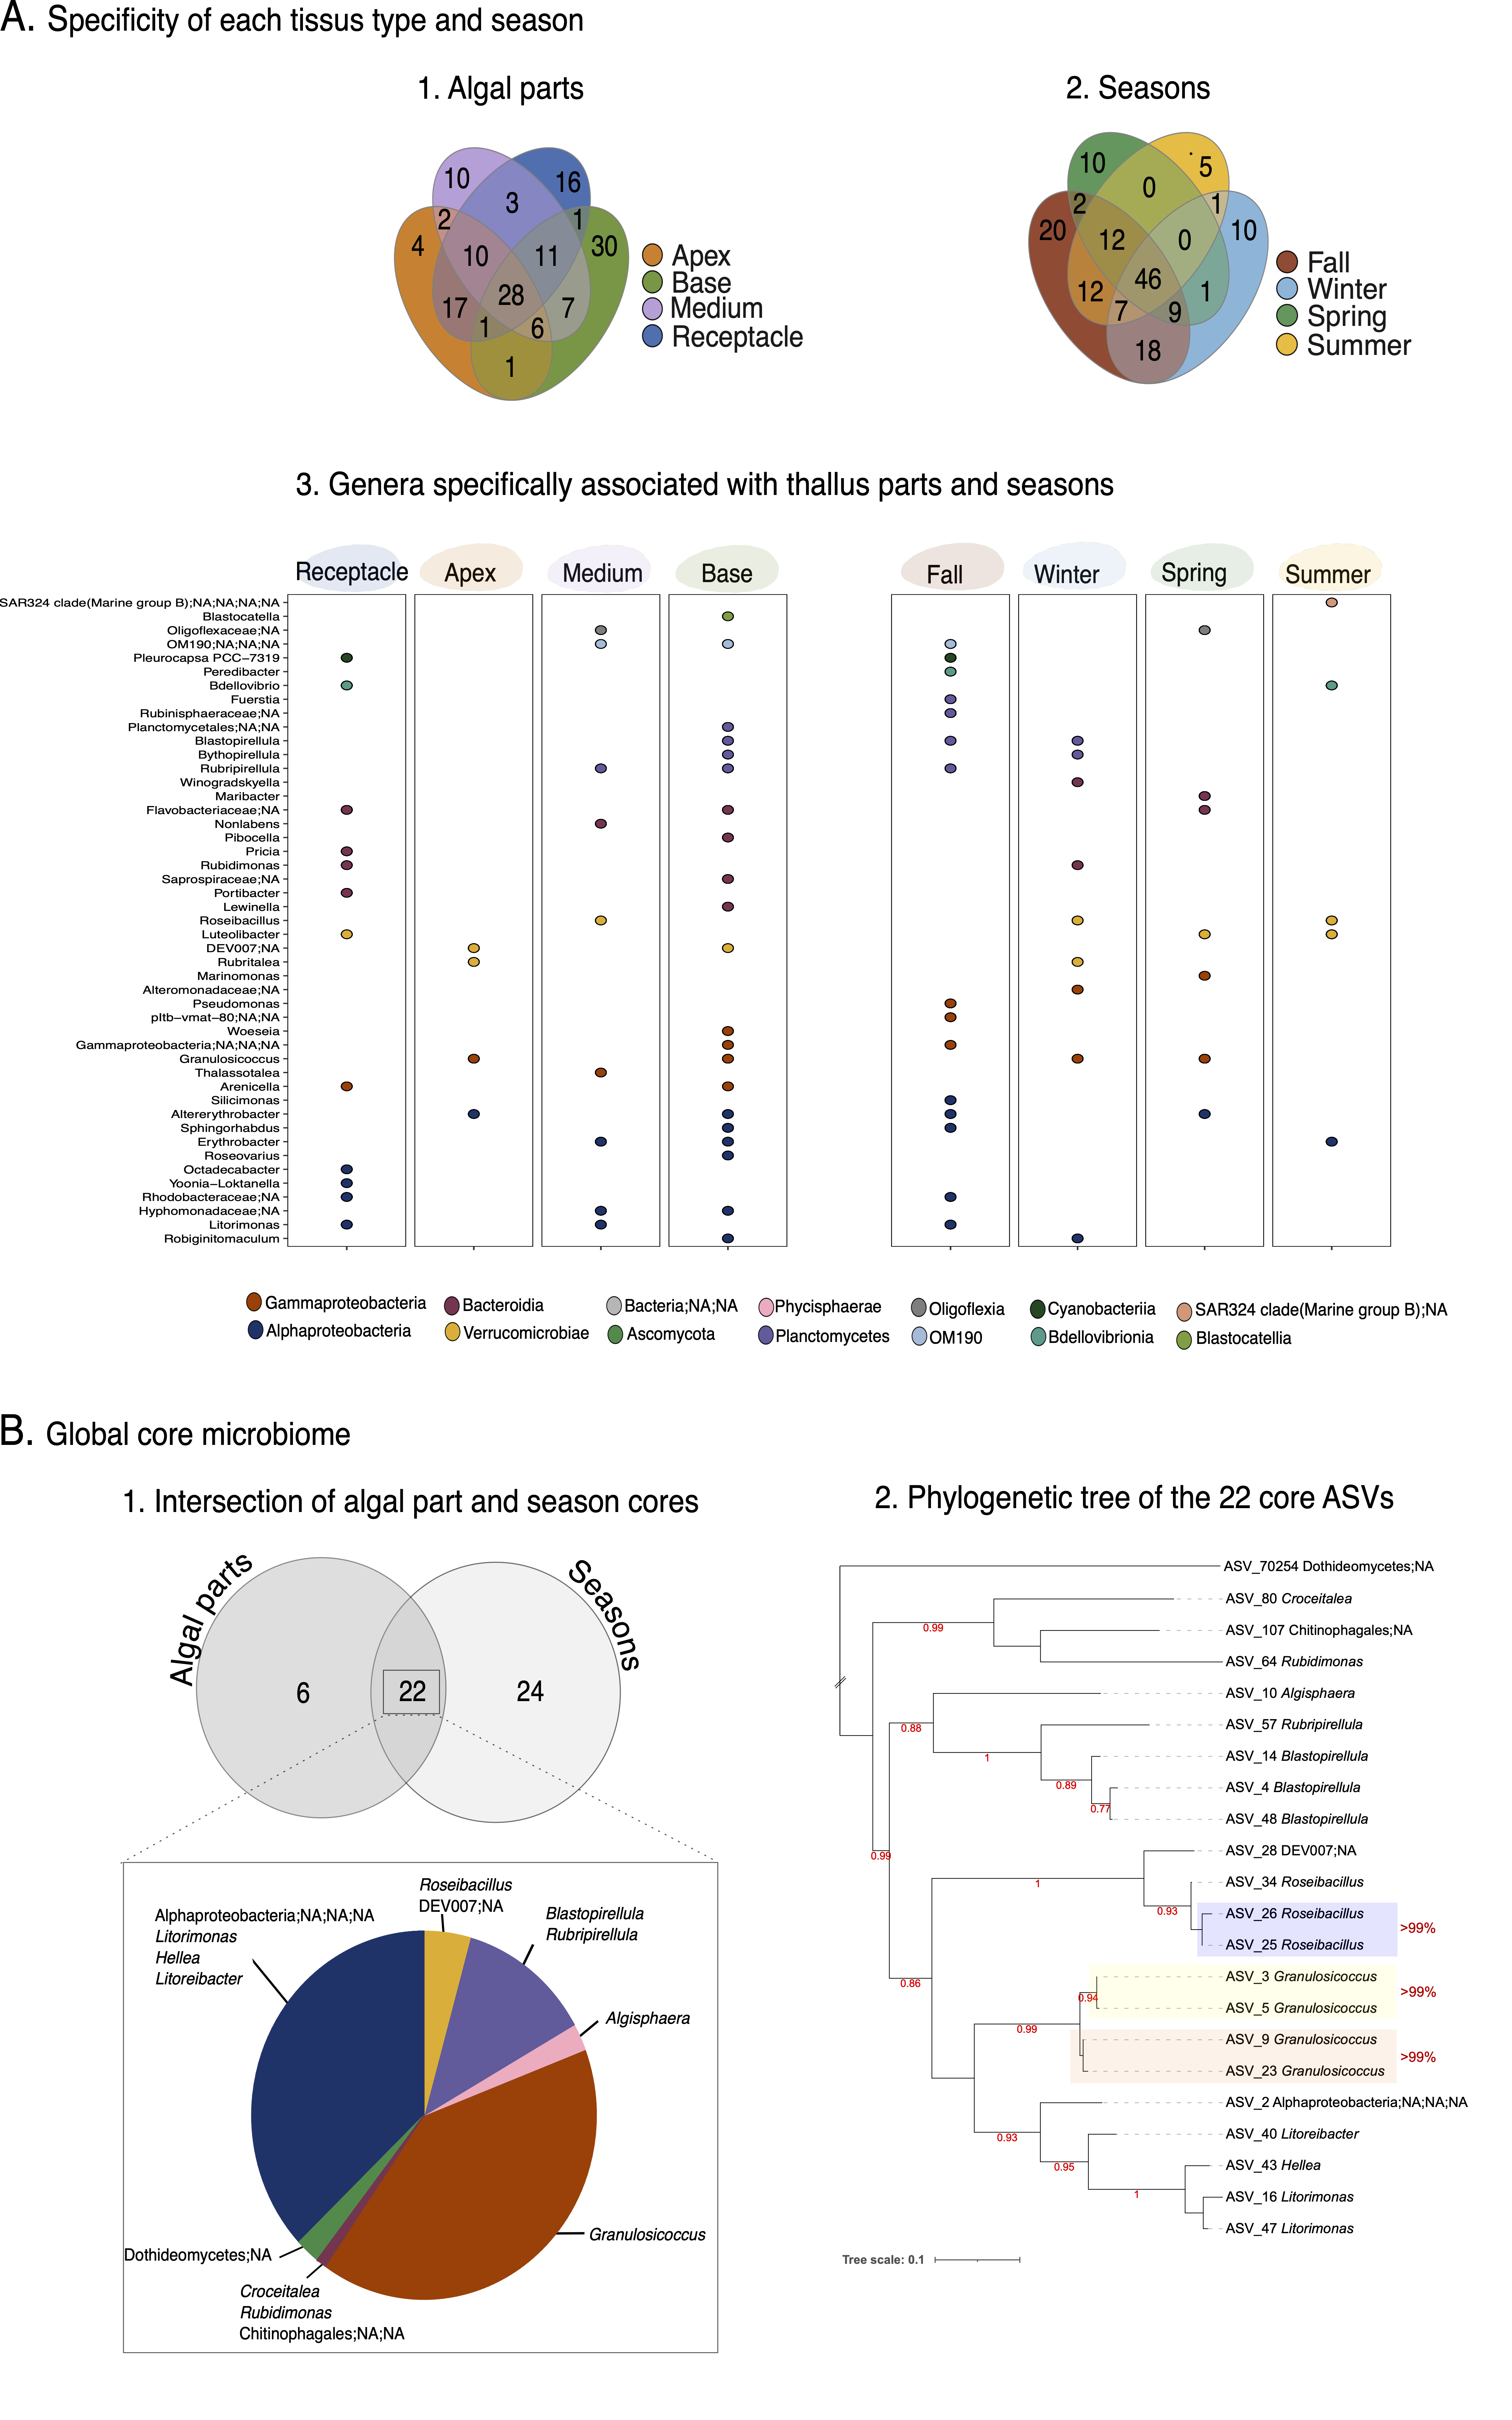 A. Specificity of each tissus type and season
1. Algal parts
2. Seasons
10
16
3
2
1
4
30
10
11
28
17
7
1
6
1
Apex
Base
Medium
Receptacle
10
5
0
2
1
20
10
12
0
46
12
1
7
9
18
Fall
Winter
Spring
Summer
3. Genera specifically associated with thallus parts and seasons
Receptacle
Apex
Medium
Base
Fall
Winter
Spring
Summer
SAR324 clade(Marine group B);NA;NA;NA;NA
Blastocatella
Oligoflexaceae;NA
OM190;NA;NA;NA
Pleurocapsa PCC−7319
Peredibacter
Bdellovibrio
Fuerstia
Rubinisphaeraceae;NA
Planctomycetales;NA;NA
Blastopirellula
Bythopirellula
Rubripirellula
Winogradskyella
Maribacter
Flavobacteriaceae;NA
Nonlabens
Pibocella
Pricia
Rubidimonas
Saprospiraceae;NA
Portibacter
Lewinella
Roseibacillus
Luteolibacter
DEV007;NA
Rubritalea
Marinomonas
Alteromonadaceae;NA
Pseudomonas
pItb−vmat−80;NA;NA
Woeseia
Gammaproteobacteria;NA;NA;NA
Granulosicoccus
Thalassotalea
Arenicella
Silicimonas
Altererythrobacter
Sphingorhabdus
Erythrobacter
Roseovarius
Octadecabacter
Yoonia−Loktanella
Rhodobacteraceae;NA
Hyphomonadaceae;NA
Litorimonas
Robiginitomaculum
Gammaproteobacteria
Bacteroidia
Bacteria;NA;NA
Phycisphaerae
Oligoflexia
Cyanobacteriia
SAR324 clade(Marine group B);NA
Alphaproteobacteria
Verrucomicrobiae
Ascomycota
Planctomycetes
OM190
Bdellovibrionia
Blastocatellia
B. Global core microbiome
1. Intersection of algal part and season cores
Algal parts
Seasons
6
22
24
Roseibacillus
DEV007;NA
Blastopirellula
Rubripirellula
Alphaproteobacteria;NA;NA;NA
Litorimonas
Hellea
Litoreibacter
Algisphaera
Granulosicoccus
Dothideomycetes;NA
Croceitalea
Rubidimonas
Chitinophagales;NA;NA
2. Phylogenetic tree of the 22 core ASVs
ASV_70254 Dothideomycetes;NA
ASV_80 Croceitalea
0.99
ASV_107 Chitinophagales;NA
ASV_64 Rubidimonas
ASV_10 Algisphaera
0.88
ASV_57 Rubripirellula
1
ASV_14 Blastopirellula
0.89
ASV_4 Blastopirellula
0.77
ASV_48 Blastopirellula
0.99
ASV_28 DEV007;NA
1
ASV_34 Roseibacillus
0.93
ASV_26 Roseibacillus
>99%
ASV_25 Roseibacillus
0.86
ASV_3 Granulosicoccus
0.94
>99%
ASV_5 Granulosicoccus
0.99
ASV_9 Granulosicoccus
>99%
ASV_23 Granulosicoccus
ASV_2 Alphaproteobacteria;NA;NA;NA
0.93
ASV_40 Litoreibacter
0.95
ASV_43 Hellea
1
ASV_16 Litorimonas
ASV_47 Litorimonas
Tree scale: 0.1